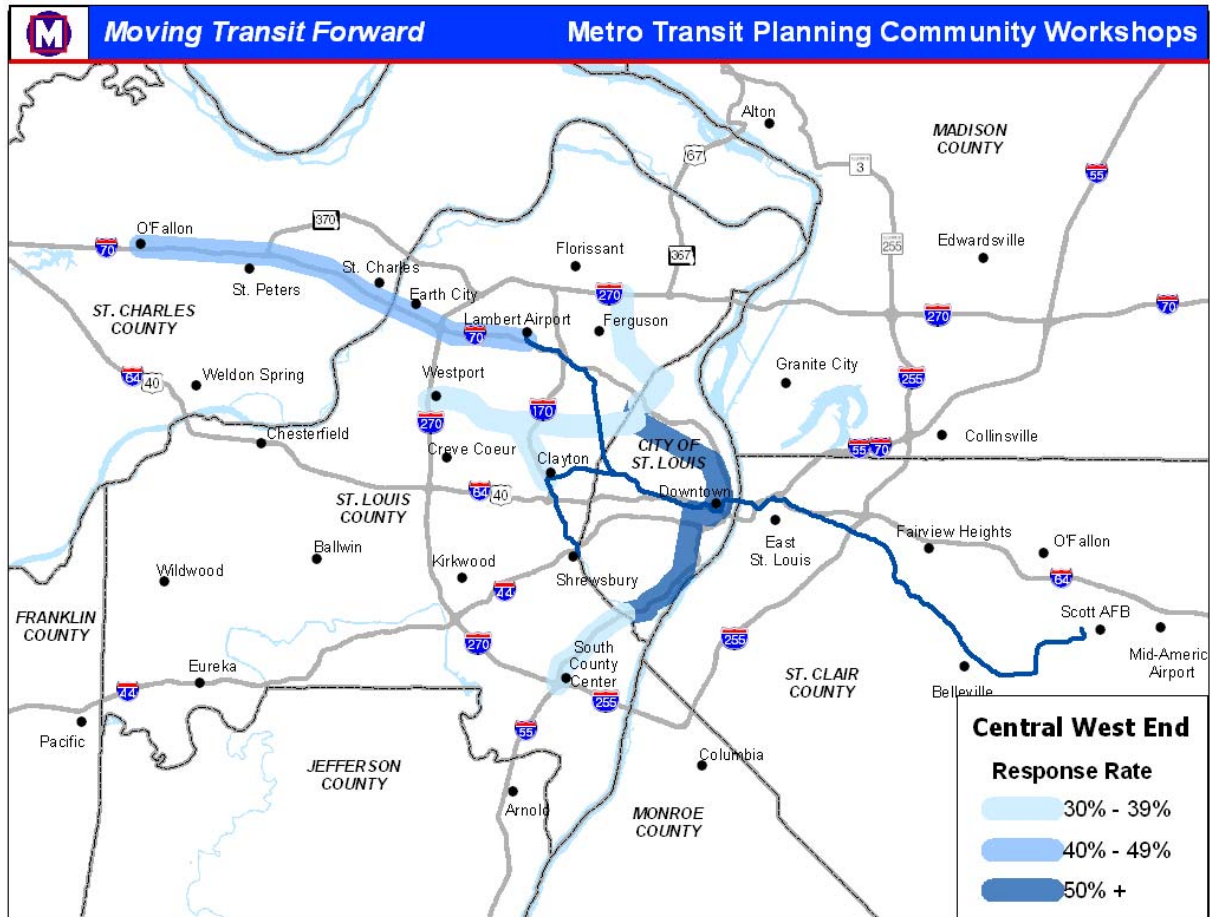 M
Moving Transit Forward
Metro Transit Planning Community Workshops
Alton
MADISON
COUNTY
67
3
55
370
O'Fallon
70
St. Peters
St. Charles
Earth City
Florissant
367
255
Edwardsville
270
270
70
ST. CHARLES
COUNTY
Lambert Airport
70
Ferguson
64
40
Weldon Spring
Westport
Granite City
255
270
170
Chesterfield
Creve Coeur
Clayton
CITY OF
ST. LOUIS
55
70
Collinsville
64
40
Downtown
ST. LOUIS
COUNTY
Ballwin
Wildwood
Kirkwood
Shrewsbury
East
St. Louis
Fairview Heights
O'Fallon
64
44
FRANKLIN
COUNTY
270
255
Scott AFB
Mid-Americ
Airport
South
County
Center
255
ST. CLAIR
COUNTY
Belleville
Eureka
44
Pacific
55
JEFFERSON
COUNTY
Arnold
Columbia
MONROE
COUNTY
Central West End
Response Rate
30% - 39%
40% - 49%
50% +